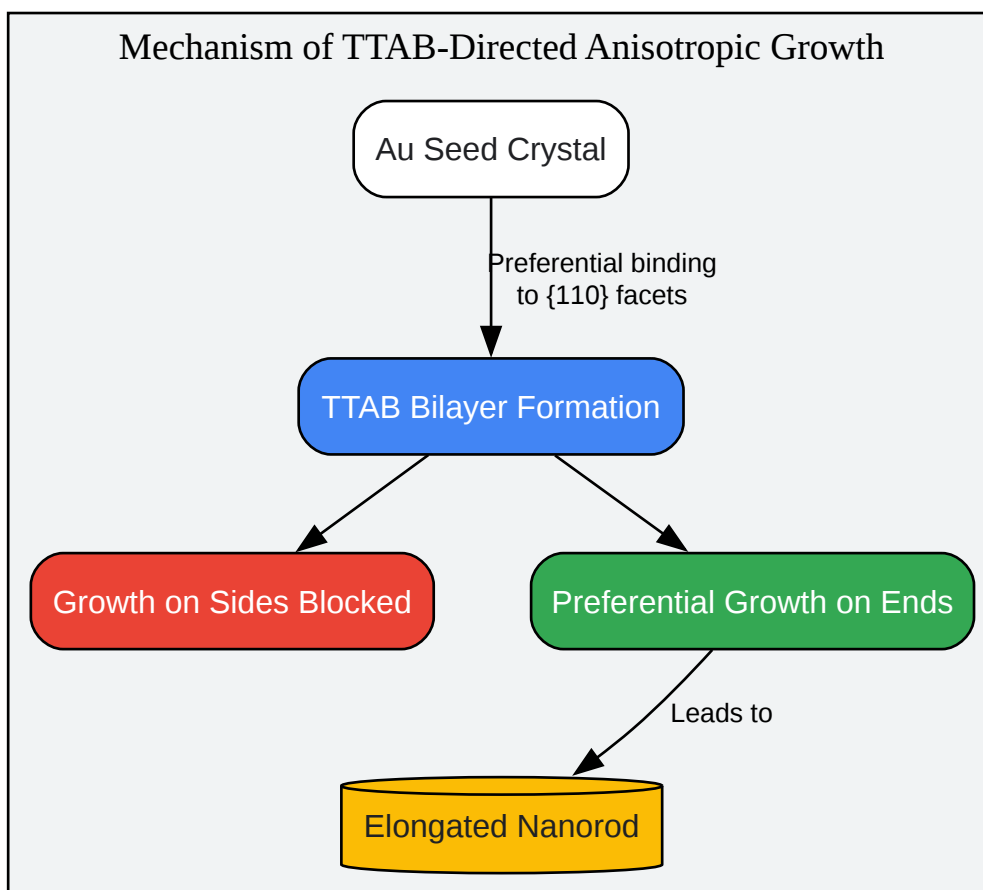 Mechanism of TTAB-Directed Anisotropic Growth
Au Seed Crystal
Preferential binding
to {110} facets
TTAB Bilayer Formation
Growth on Sides Blocked
Preferential Growth on Ends
Leads to
Elongated Nanorod